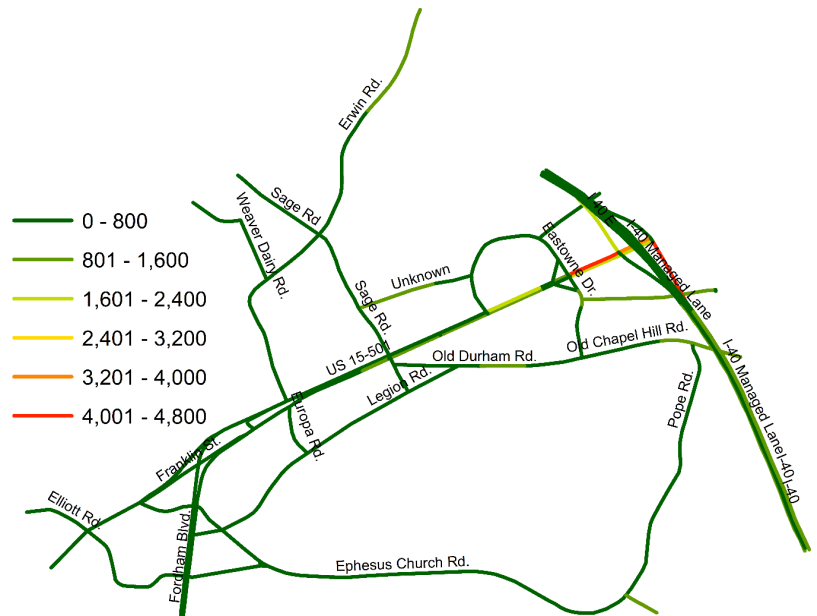 Erwin Rd.
Sage Rd.
Weaver Dairy Rd.
0 - 800
801 - 1,600
1,601 - 2,400
2,401 - 3,200
3,201 - 4,000
4,001 - 4,800
I-40 E
I-40 Managed Lane
Eastowne Dr.
Unknown
Sage Rd.
US 15-501
Old Durham Rd.
Old Chapel Hill Rd.
I-40 Managed Lane
I-40
I-40
Legion Rd.
Europa Rd.
Pope Rd.
Franklin St.
Elliott Rd.
Fordham Blvd.
Ephesus Church Rd.